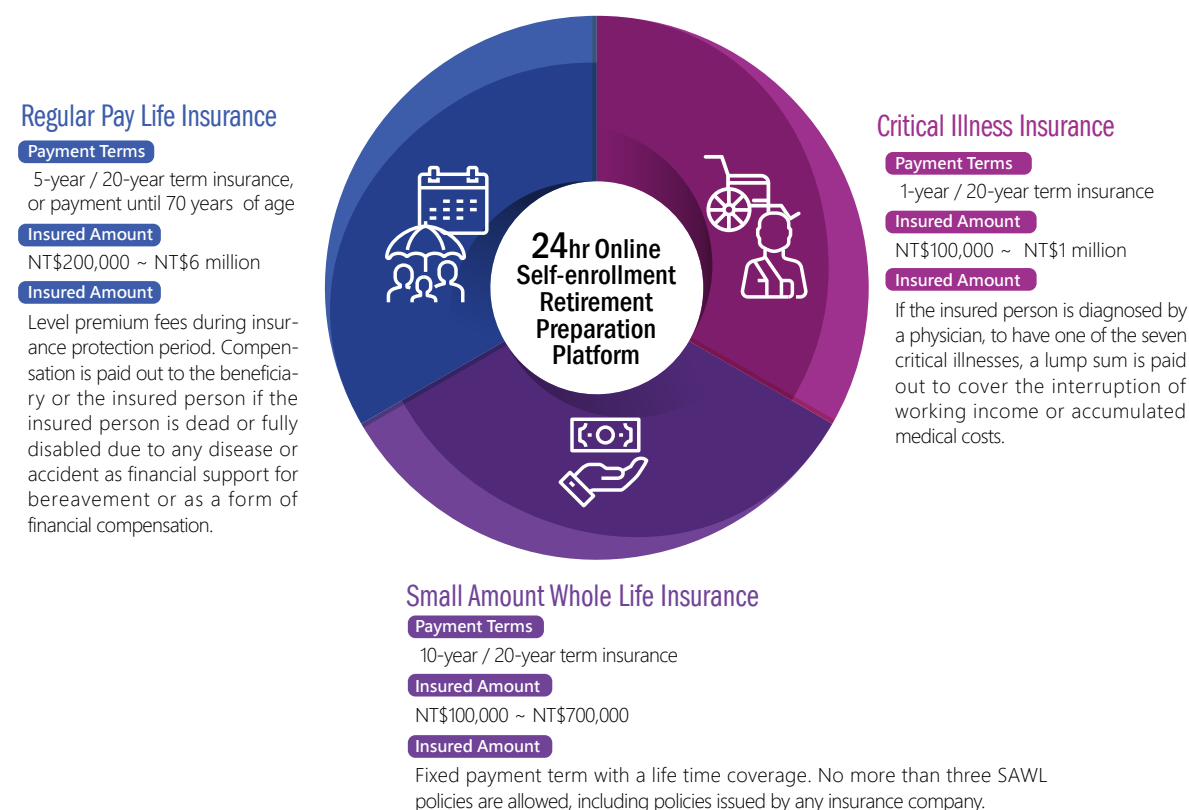 Regular Pay Life Insurance
Payment Terms
5-year / 20-year term insurance,
or payment until 70 years of age
Insured Amount
NT$200,000 ~ NT$6 million
Insured Amount
Level premium fees during insur-
ance protection period. Compen-
sation is paid out to the beneficia-
ry or the insured person if the
insured person is dead or fully
disabled due to any disease or
accident as financial support for
bereavement or as a form of
financial compensation.
24hr Online
Self-enrollment
Retirement
Preparation
Platform
Critical Illness Insurance
Payment Terms
1-year / 20-year term insurance
Insured Amount
NT$100,000 ~ NT$1 million
Insured Amount
If the insured person is diagnosed by
a physician, to have one of the seven
critical illnesses, a lump sum is paid
out to cover the interruption of
working income or accumulated
medical costs.
Small Amount Whole Life Insurance
Payment Terms
10-year / 20-year term insurance
Insured Amount
NT$100,000 ~ NT$700,000
Insured Amount
Fixed payment term with a life time coverage. No more than three SAWL
policies are allowed, including policies issued by any insurance company.